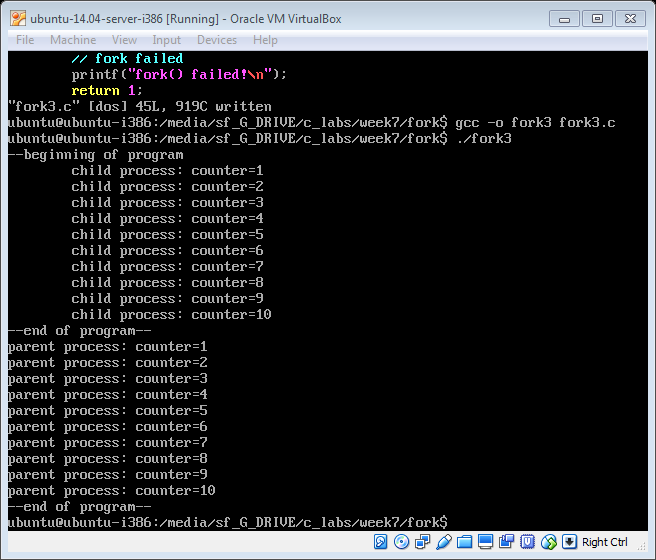 ubuntu-14.04-server-i386 [Running] - Oracle VM VirtualBox
File Machine View Input Devices Help
// fork failed
printf("fork() failed!\n");
return 1;
"fork3.c" [dos] 45L, 919C written
ubuntu@ubuntu-i386:/media/sf_G_DRIVE/c_labs/week7/fork$ gcc -o fork3 fork3.c
ubuntu@ubuntu-i386:/media/sf_G_DRIVE/c_labs/week7/fork$ ./fork3
--beginning of program
child process: counter=1
child process: counter=2
child process: counter=3
child process: counter=4
child process: counter=5
child process: counter=6
child process: counter=7
child process: counter=8
child process: counter=9
child process: counter=10
--end of program--
parent process: counter=1
parent process: counter=2
parent process: counter=3
parent process: counter=4
parent process: counter=5
parent process: counter=6
parent process: counter=7
parent process: counter=8
parent process: counter=9
parent process: counter=10
--end of program--
ubuntu@ubuntu-i386:/media/sf_G_DRIVE/c_labs/week7/fork$
Right Ctrl